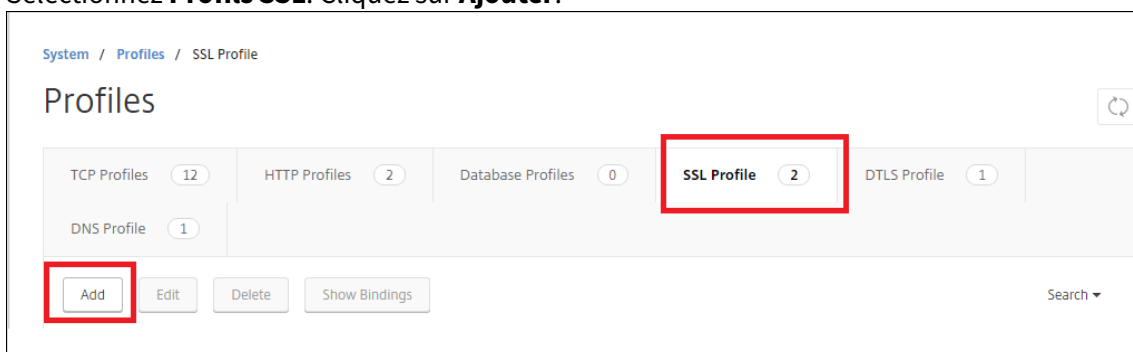 Sélectionnez Profils SSL. Cliquez sur Ajouter.
System / Profiles / SSL Profile
Profiles
TCP Profiles 12 HTTP Profiles 2 Database Profiles 0 SSL Profile 2 DTLS Profile 1
DNS Profile 1
Add Edit Delete Show Bindings Search